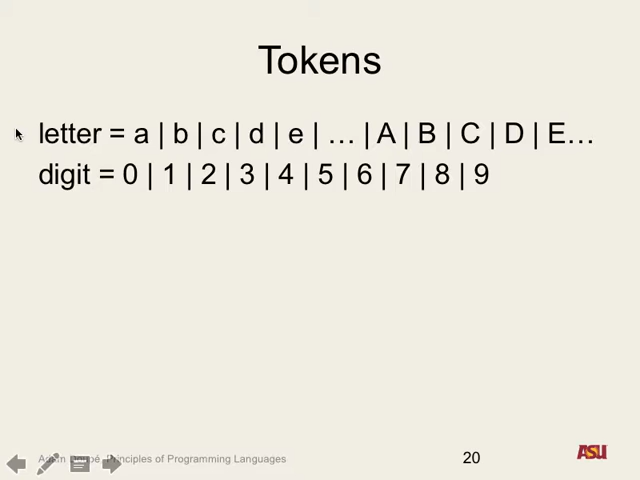 Tokens
letter = a | b | c | d | e | … | A | B | C | D | E…
digit = 0 | 1 | 2 | 3 | 4 | 5 | 6 | 7 | 8 | 9
Principles of Programming Languages
20
ASU